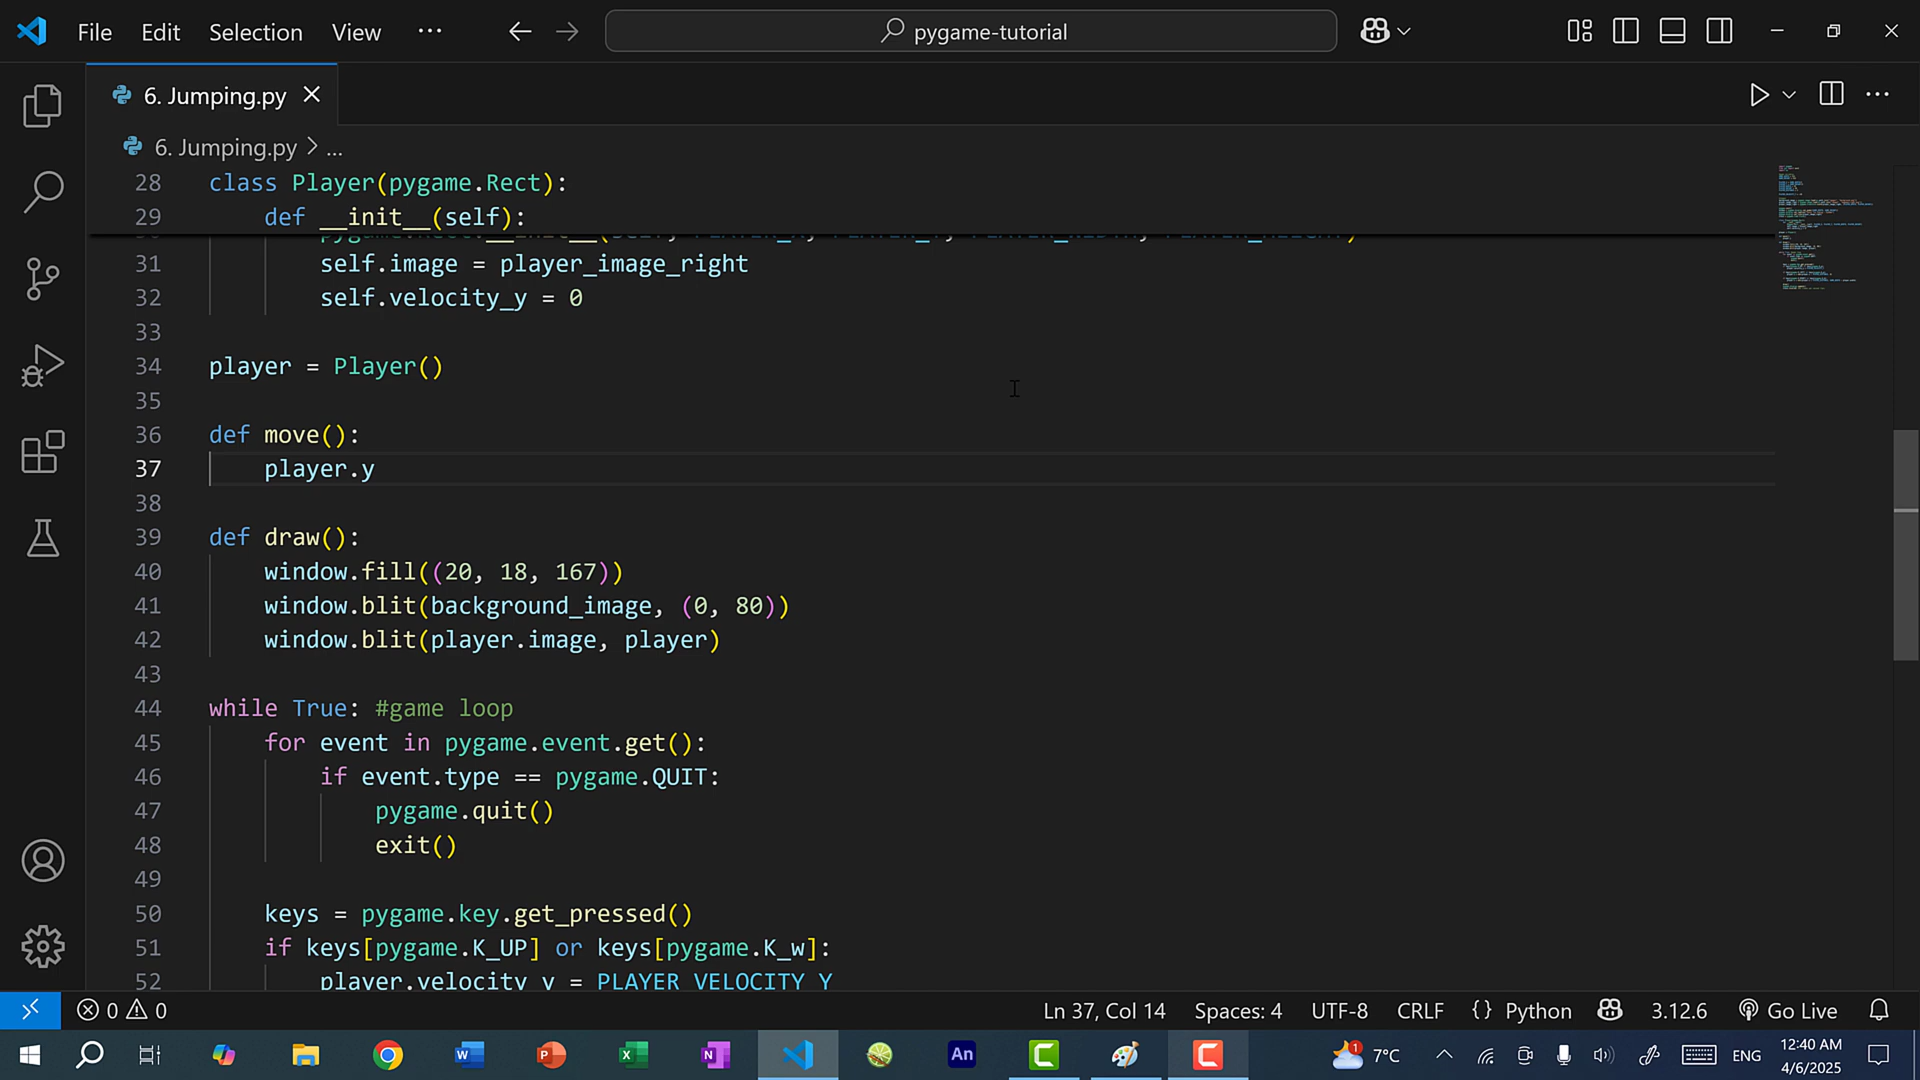 File Edit Selection View ··· pygame-tutorial
6. Jumping.py
6. Jumping.py > ...
28 class Player(pygame.Rect):
29 def __init__(self):
31 self.image = player_image_right
32 self.velocity_y = 0
33
34 player = Player()
35
36 def move():
37 player.y
38
39 def draw():
40 window.fill((20, 18, 167))
41 window.blit(background_image, (0, 80))
42 window.blit(player.image, player)
43
44 while True: #game loop
45 for event in pygame.event.get():
46 if event.type == pygame.QUIT:
47 pygame.quit()
48 exit()
49
50 keys = pygame.key.get_pressed()
51 if keys[pygame.K_UP] or keys[pygame.K_w]:
52 player.velocity_y = PLAYER_VELOCITY_Y
0 0 Ln 37, Col 14 Spaces: 4 UTF-8 CRLF {} Python 3.12.6 Go Live
An 1 7°C ENG 12:40 AM
4/6/2025